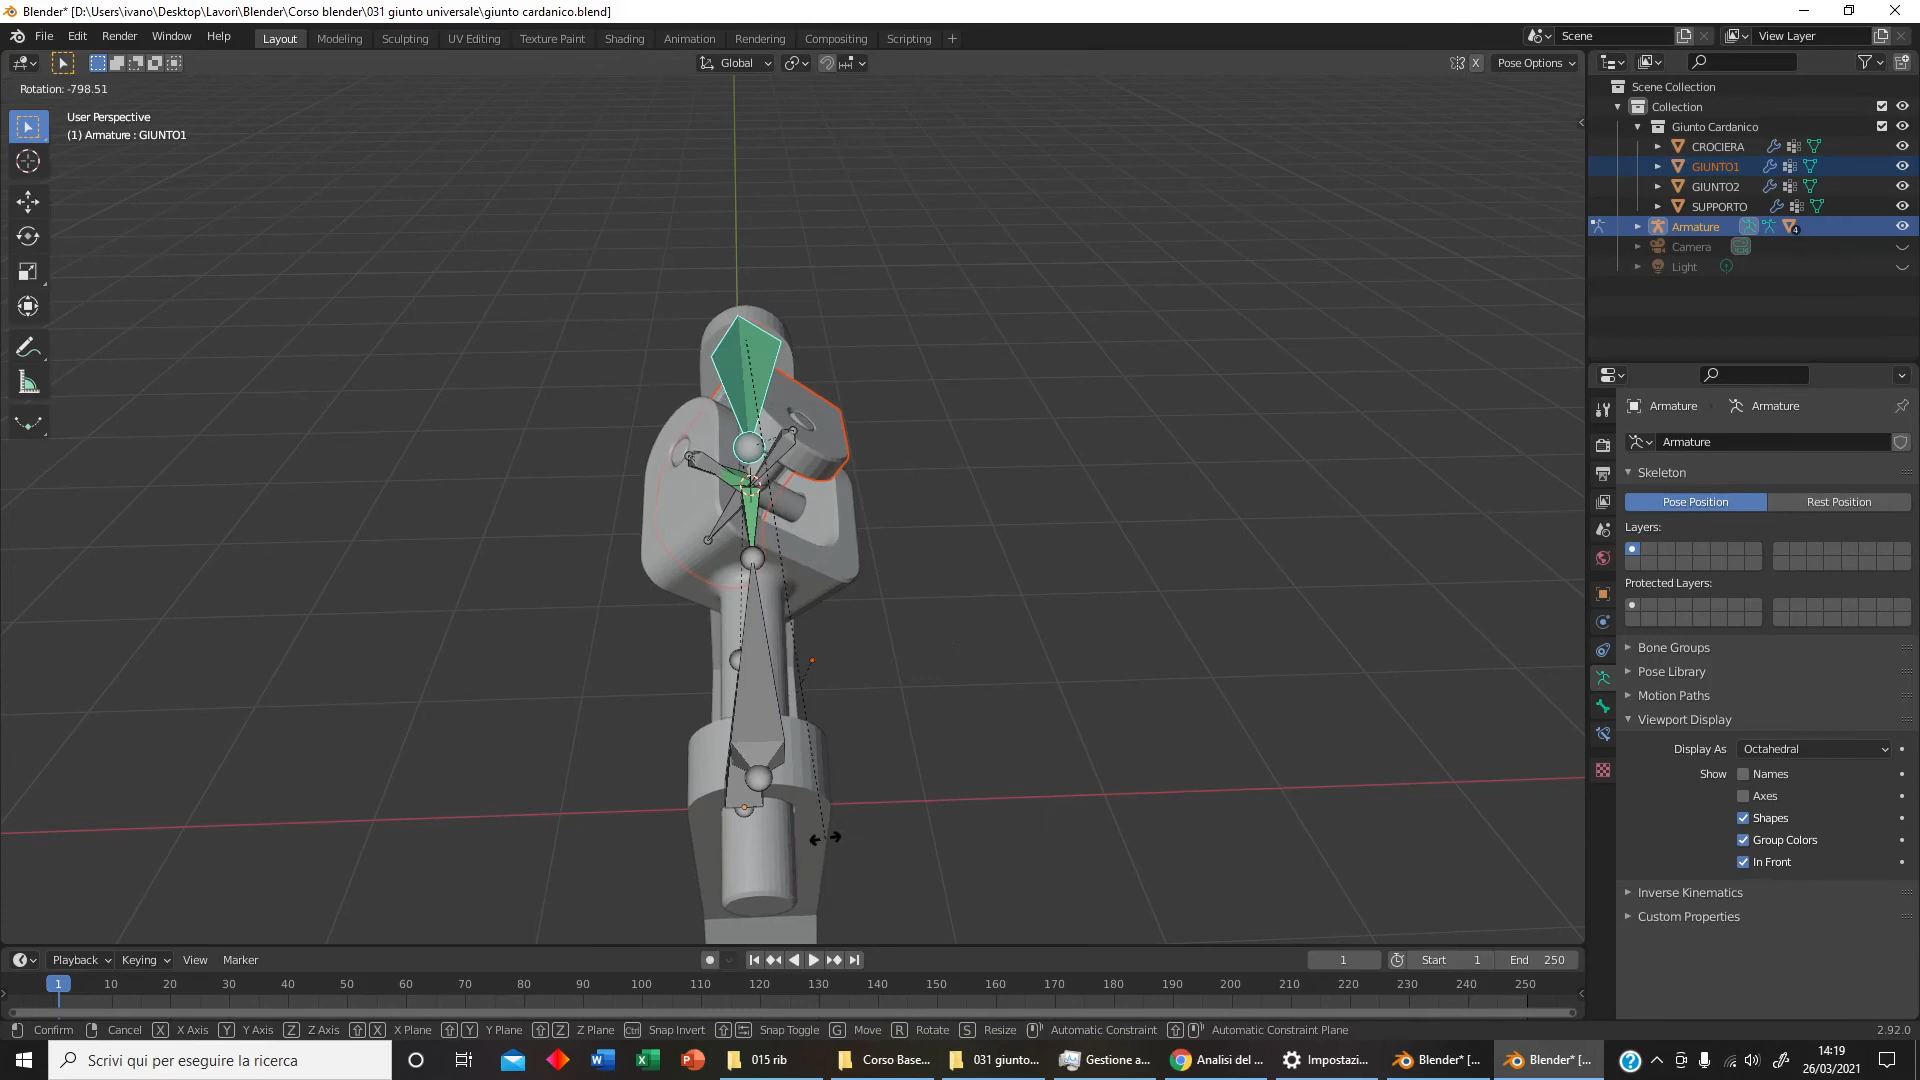 Blender* [D:\Users\ivano\Desktop\Lavori\Blender\Corso blender\031 giunto universale\giunto cardanico.blend]
File Edit Render Window Help Layout Modeling Sculpting UV Editing Texture Paint Shading Animation Rendering Compositing Scripting + Scene View Layer
Global X Pose Options
Rotation: -798.51
User Perspective
(1) Armature : GIUNTO1
Scene Collection
Collection
Giunto Cardanico
CROCIERA
GIUNTO1
GIUNTO2
SUPPORTO
Armature 4
Camera
Light
Armature Armature
Armature
Skeleton
Pose Position Rest Position
Layers:
Protected Layers:
Bone Groups
Pose Library
Motion Paths
Viewport Display
Display As Octahedral
Show Names
Axes
Shapes
Group Colors
In Front
Inverse Kinematics
Custom Properties
Playback Keying View Marker 1 Start 1 End 250
1 10 20 30 40 50 60 70 80 90 100 110 120 130 140 150 160 170 180 190 200 210 220 230 240 250
Confirm Cancel X X Axis Y Y Axis Z Z Axis X X Plane Y Y Plane Z Z Plane Ctrl Snap Invert Snap Toggle G Move R Rotate S Resize Automatic Constraint Automatic Constraint Plane 2.92.0
Scrivi qui per eseguire la ricerca 015 rib Corso Base... 031 giunto... Gestione a... Analisi del ... Impostazi... Blender* [... Blender* [... 14:19
26/03/2021